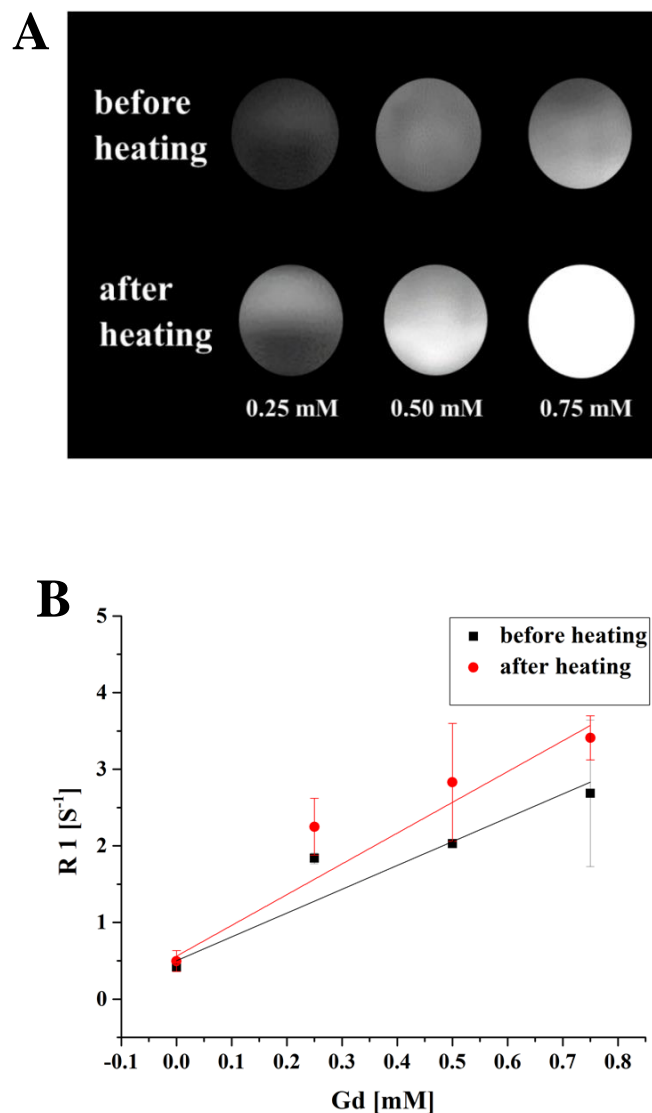 A
before
heating
after
heating
0.25 mM 0.50 mM 0.75 mM
B
before heating
after heating
5
4
3
2
1
0
R 1 [S⁻¹]
-0.1 0.0 0.1 0.2 0.3 0.4 0.5 0.6 0.7 0.8
Gd [mM]